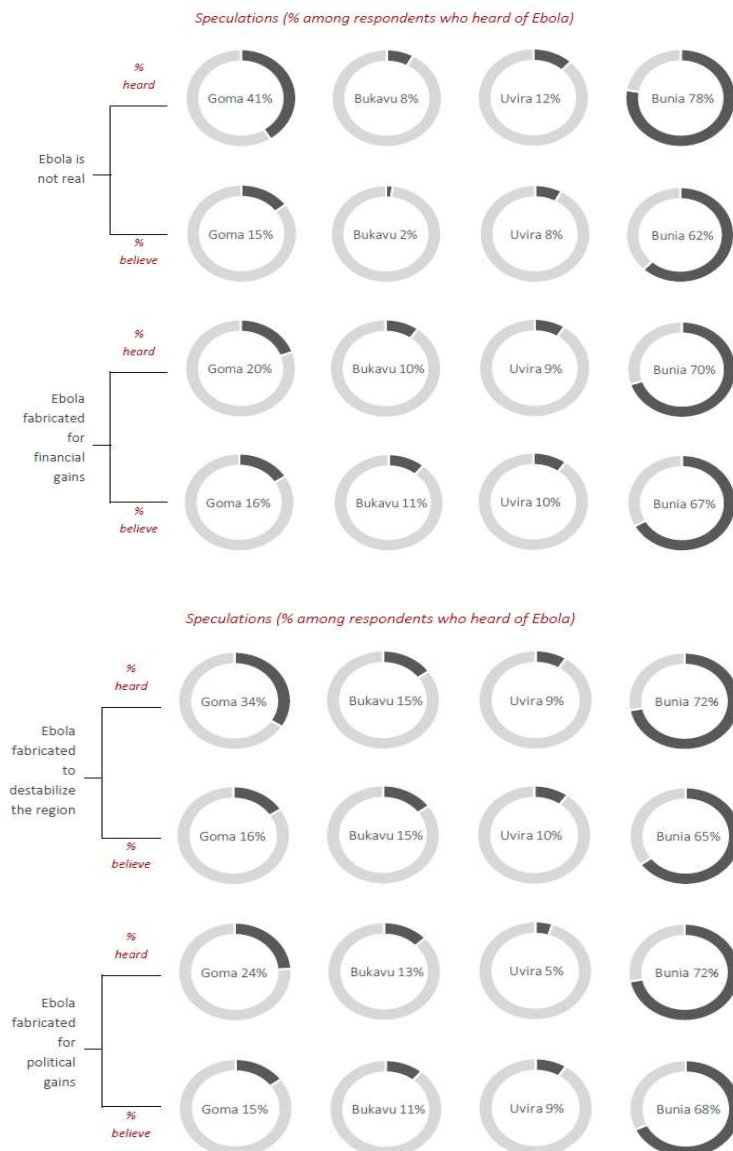 Speculations (% among respondents who heard of Ebola)
%
heard
Goma 41%
Bukavu 8%
Uvira 12%
Bunia 78%
Ebola is
not real
%
believe
Goma 15%
Bukavu 2%
Uvira 8%
Bunia 62%
%
heard
Goma 20%
Bukavu 10%
Uvira 9%
Bunia 70%
Ebola
fabricated
for
financial
gains
%
believe
Goma 16%
Bukavu 11%
Uvira 10%
Bunia 67%
Speculations (% among respondents who heard of Ebola)
%
heard
Goma 34%
Bukavu 15%
Uvira 9%
Bunia 72%
Ebola
fabricated
to
destabilize
the region
%
believe
Goma 16%
Bukavu 15%
Uvira 10%
Bunia 65%
%
heard
Goma 24%
Bukavu 13%
Uvira 5%
Bunia 72%
Ebola
fabricated
for
political
gains
%
believe
Goma 15%
Bukavu 11%
Uvira 9%
Bunia 68%